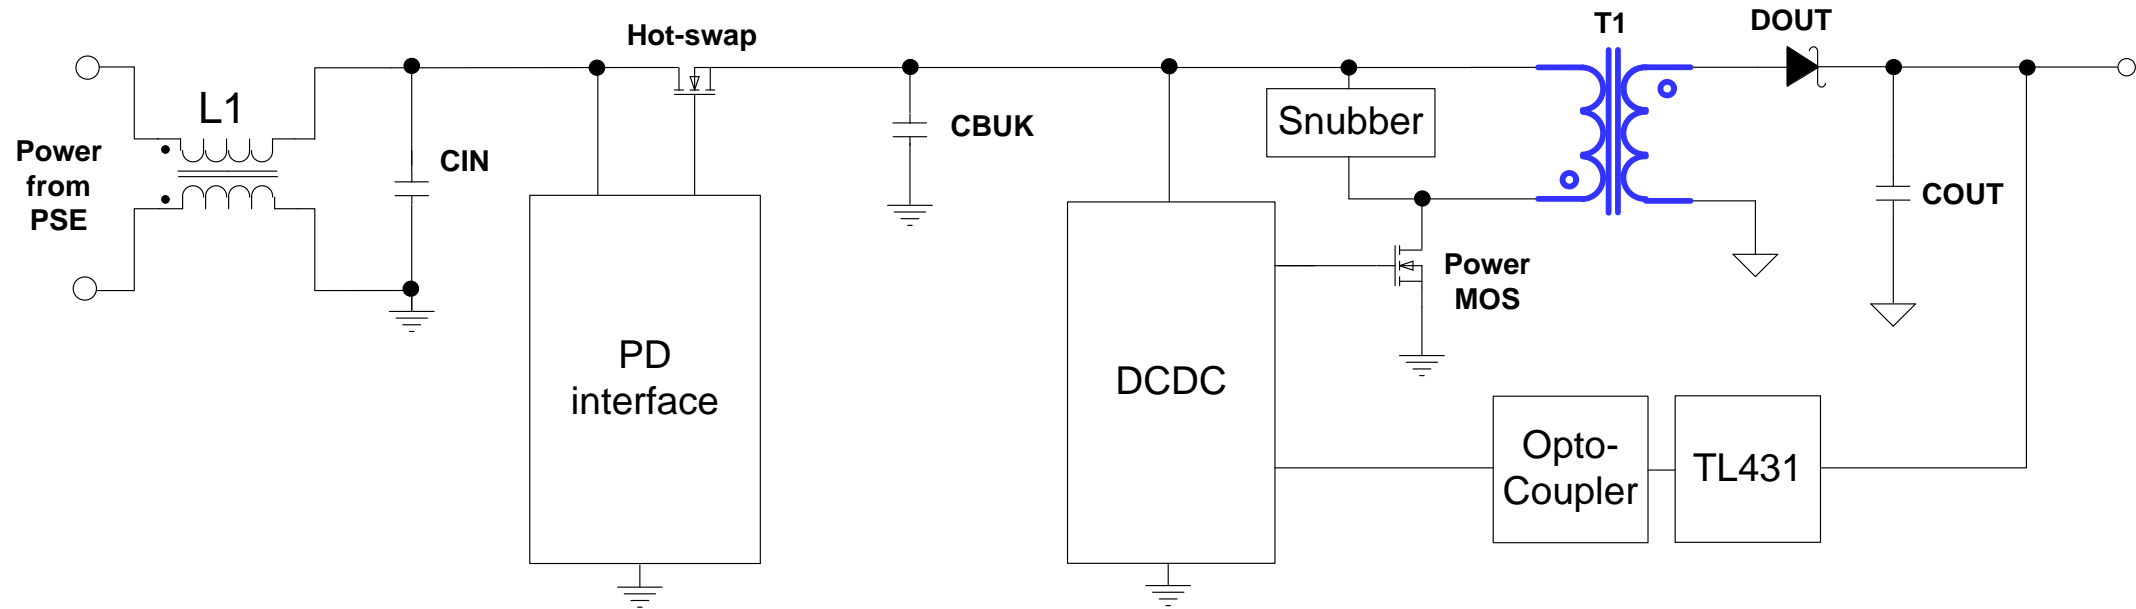 T1
DOUT
Hot-swap
L1
Power
from
PSE
CIN
CBUK
Snubber
COUT
Power
MOS
PD
interface
DCDC
Opto-
Coupler
TL431